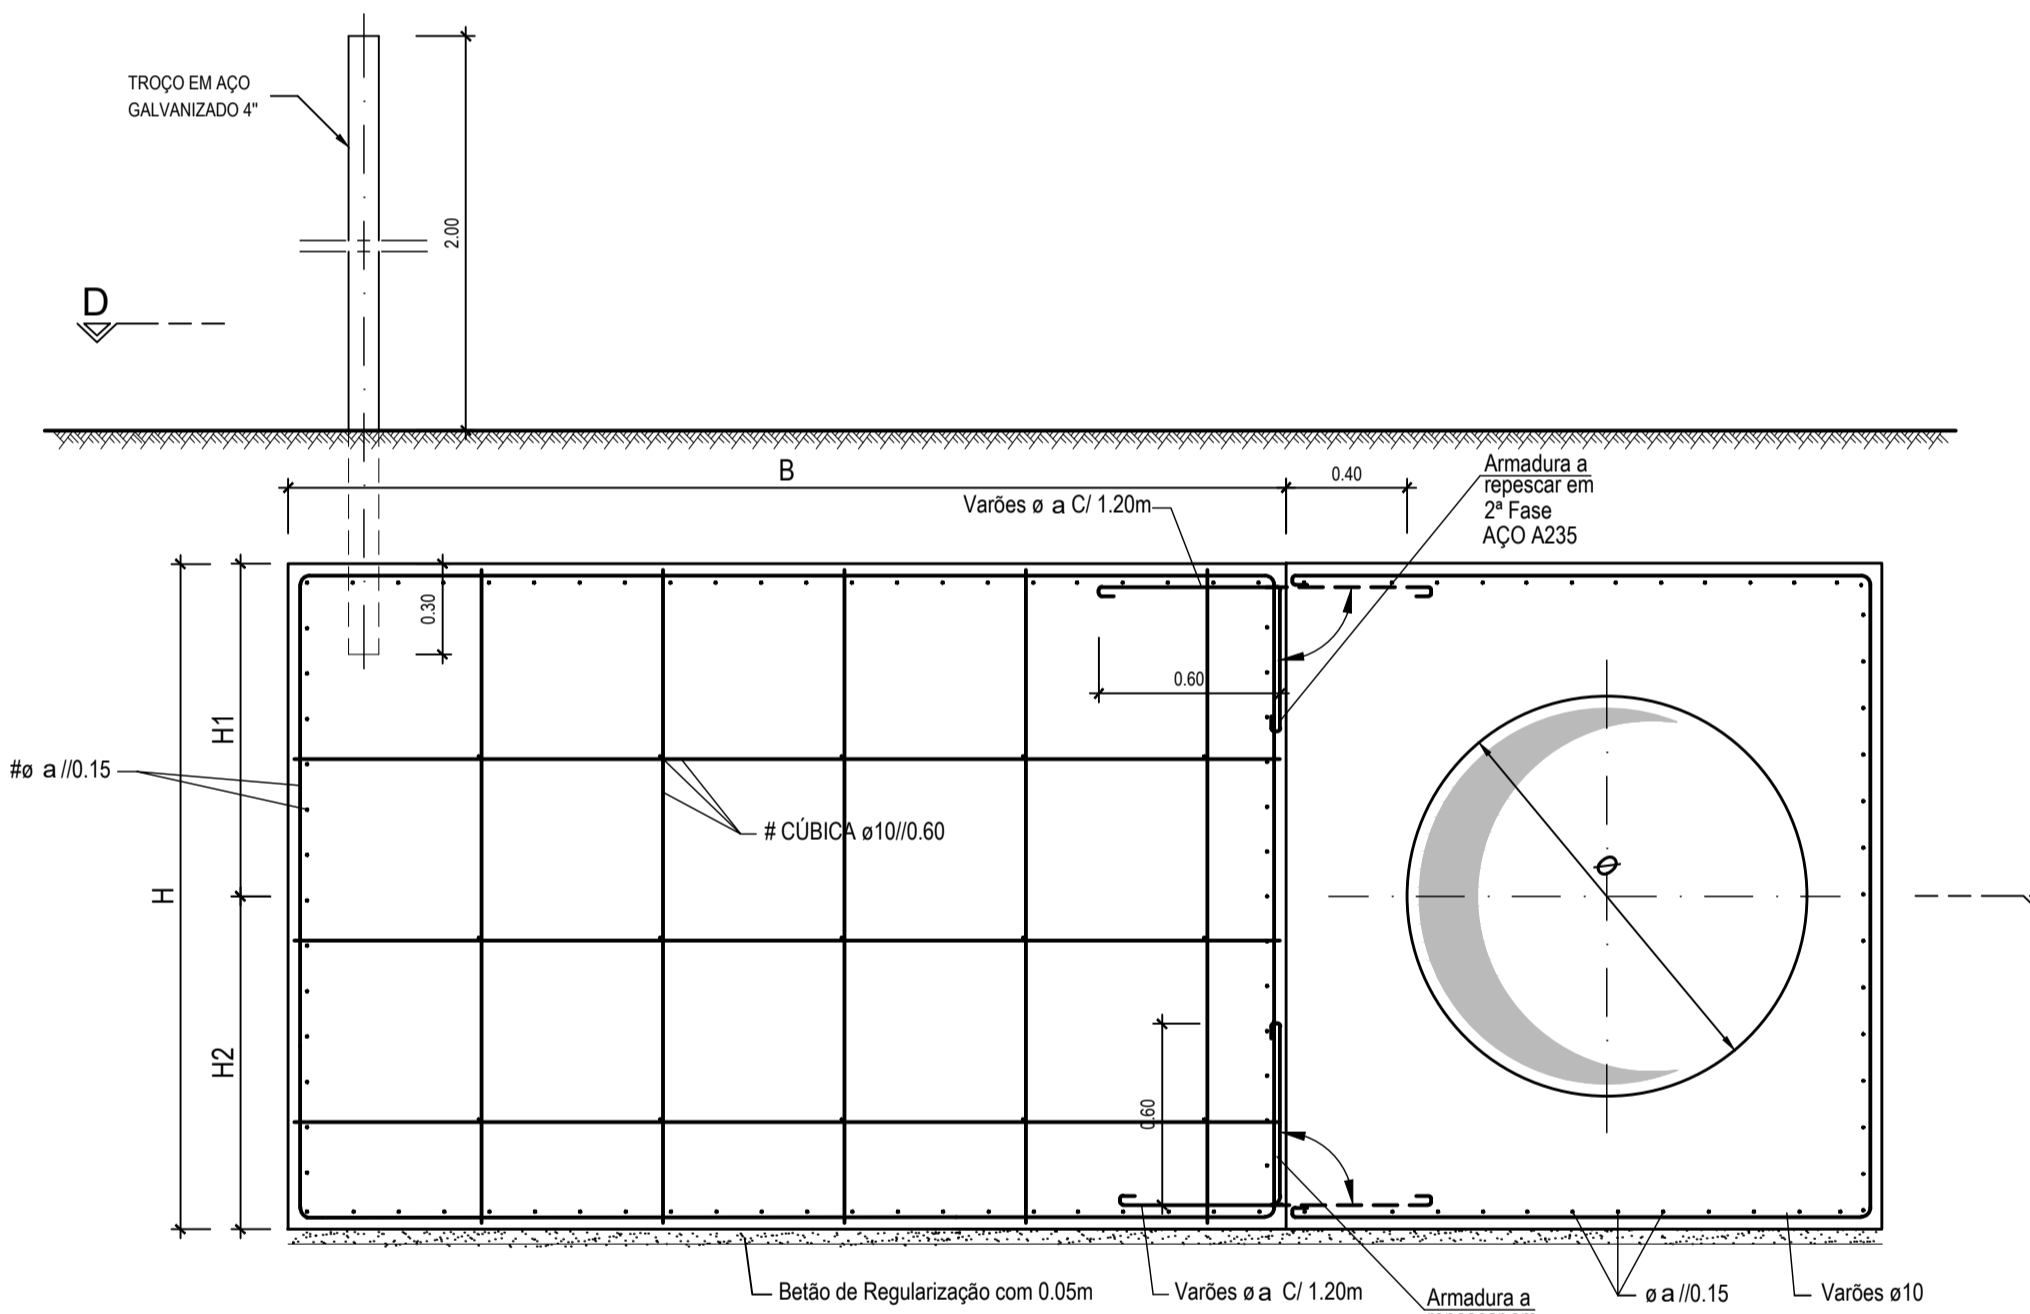 TROÇO EM AÇO
GALVANIZADO 4"
2.00
D
B
0.40
Armadura a
repescar em
2ª Fase
AÇO A235
Varões ø a C/ 1.20m
0.30
0.60
H1
#ø a //0.15
# CÚBICA ø10//0.60
H
Ø
H2
0.60
Betão de Regularização com 0.05m
Varões ø a C/ 1.20m
Armadura a
ø a //0.15
Varões ø10